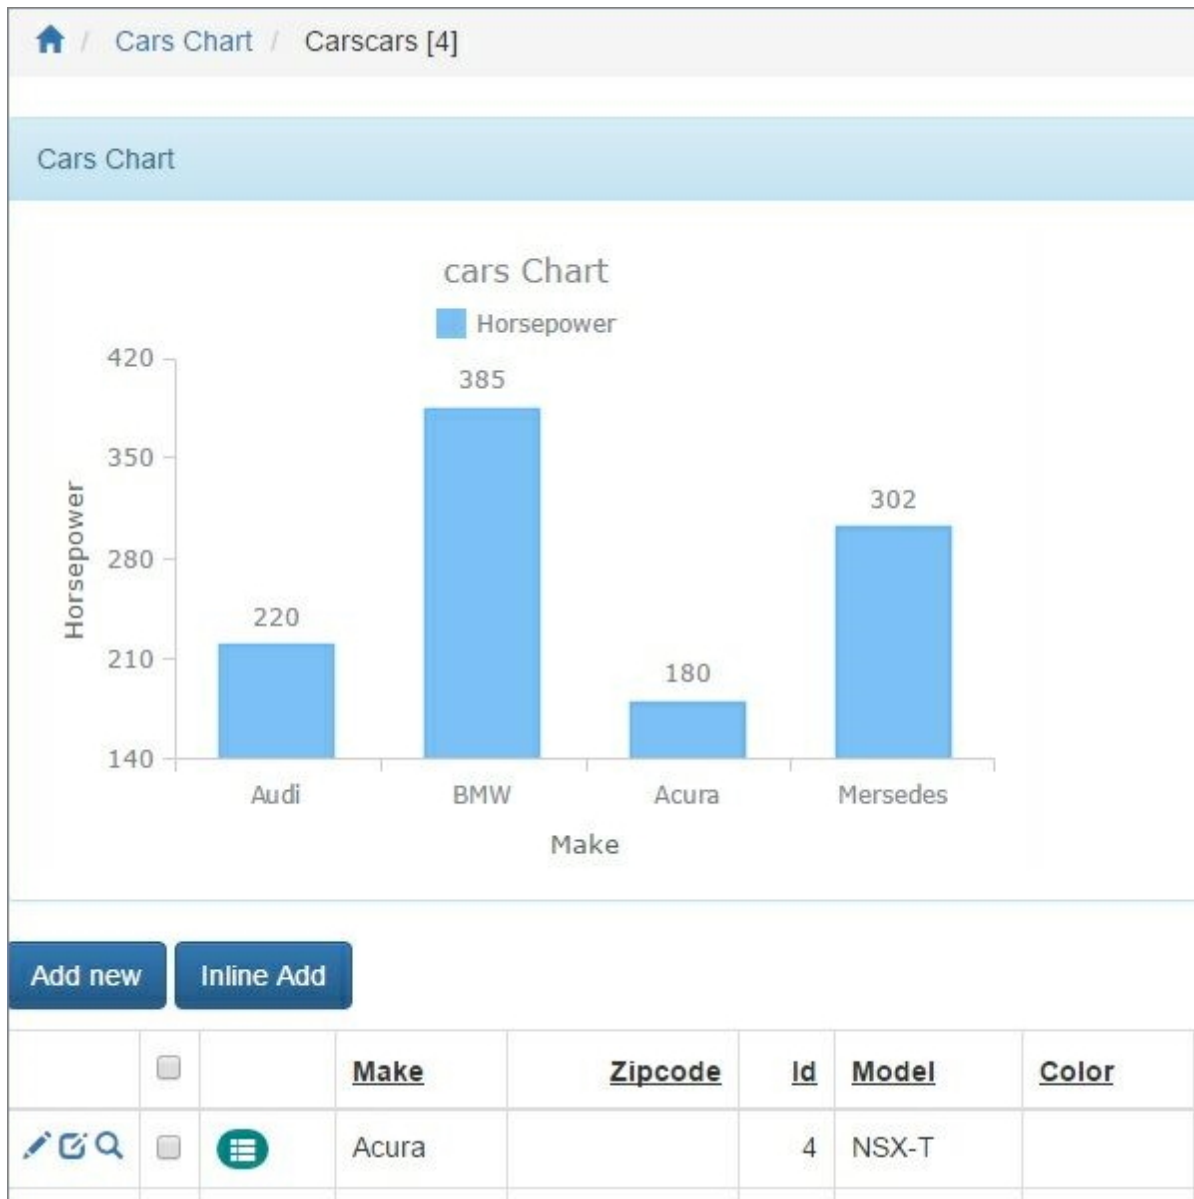 / Cars Chart / Carscars [4]
Cars Chart
cars Chart
Horsepower
420
350
280
210
140
Horsepower
220
385
180
302
Audi BMW Acura Mersedes
Make
Add new Inline Add
Make Zipcode Id Model Color
Acura 4 NSX-T